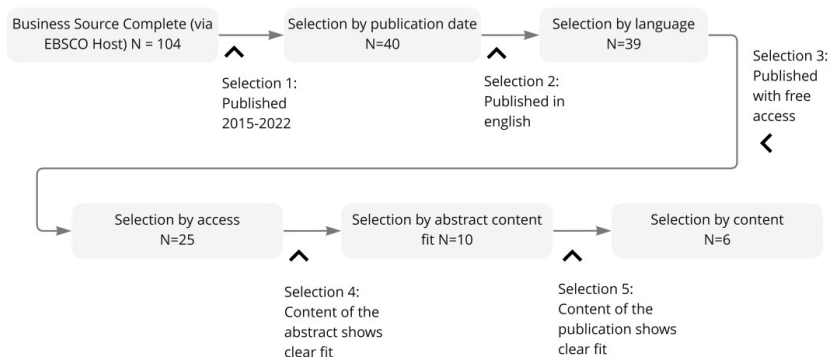 Business Source Complete (via
EBSCO Host) N = 104
Selection by publication date
N=40
Selection by language
N=39
Selection 1:
Published
2015-2022
Selection 2:
Published in
english
Selection 3:
Published
with free
access
Selection by access
N=25
Selection by abstract content
fit N=10
Selection by content
N=6
Selection 4:
Content of the
abstract shows
clear fit
Selection 5:
Content of the
publication shows
clear fit